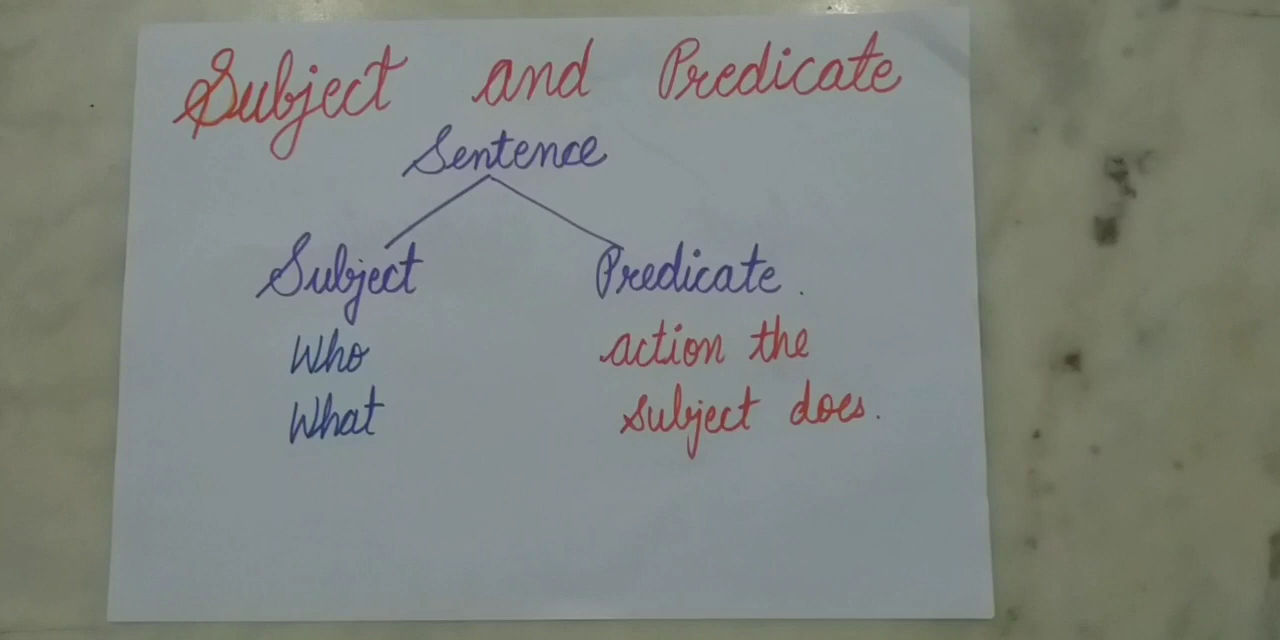 Subject and Predicate
Sentence
Subject Predicate.
Who action the
What subject does.